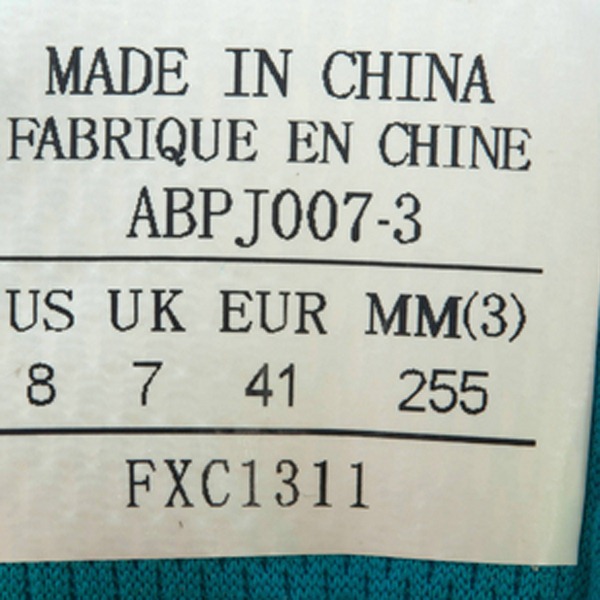 MADE IN CHINA
FABRIQUE EN CHINE
ABPJ007-3
US UK EUR MM(3)
8 7 41 255
FXC1311